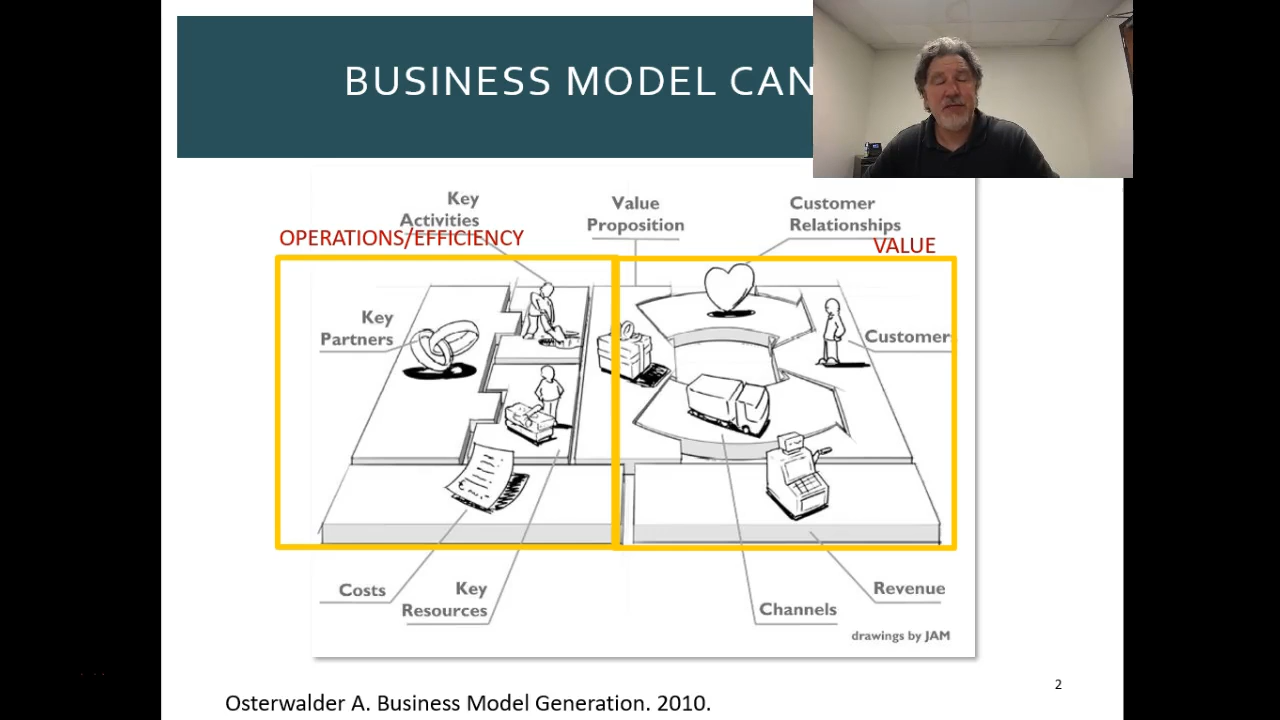 BUSINESS MODEL CAN
Key
Activities
Value
Proposition
Customer
Relationships
OPERATIONS/EFFICIENCY
VALUE
Key
Partners
Customer
Costs
Key
Resources
Channels
Revenue
drawings by JAM
2
Osterwalder A. Business Model Generation. 2010.